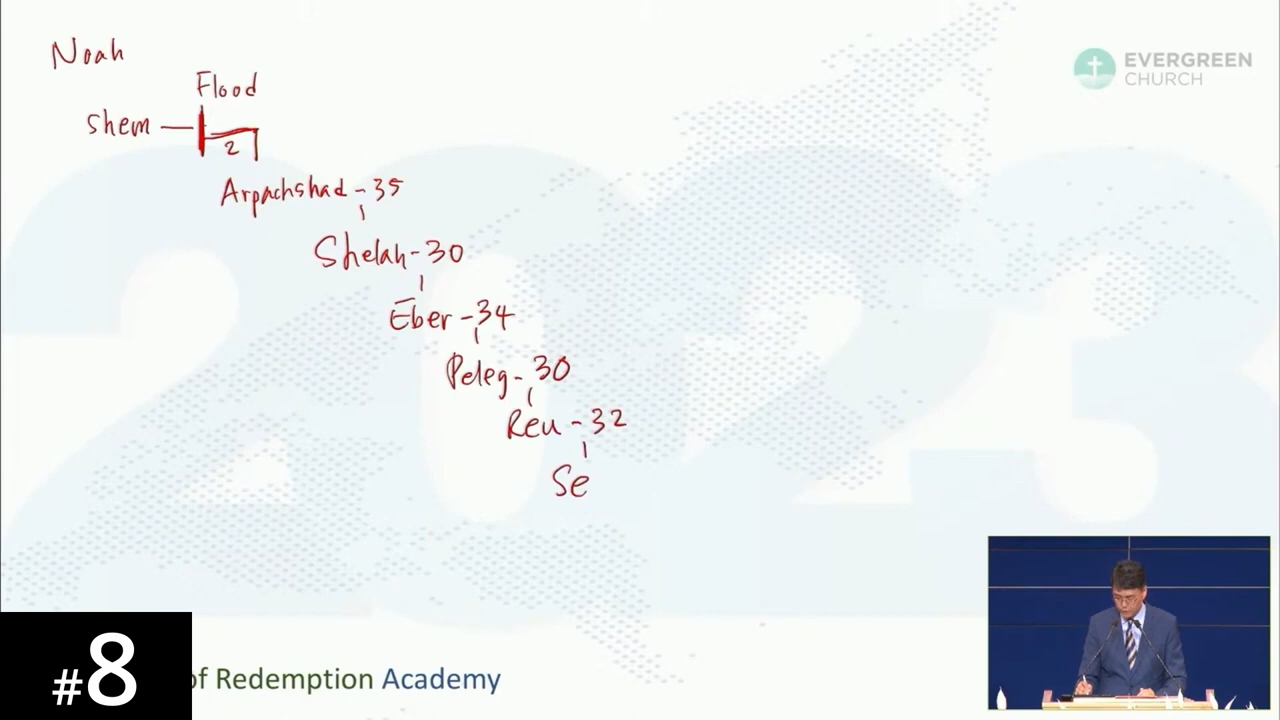 Noah
EVERGREEN
CHURCH
Flood
Shem
2
Arpachshad - 35
Shelah - 30
Eber - 34
Peleg - 30
Reu - 32
Se
#8
of Redemption Academy